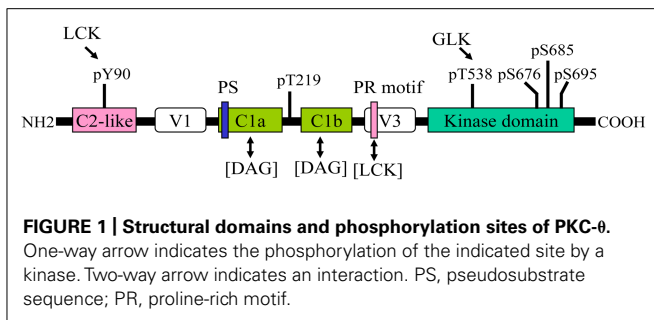 LCK
GLK
pS685
pY90
PS
pT219
PR motif
pT538
pS676
pS695
NH2
C2-like
V1
C1a
C1b
V3
Kinase domain
COOH
[DAG]
[DAG]
[LCK]
FIGURE 1 | Structural domains and phosphorylation sites of PKC-θ.
One-way arrow indicates the phosphorylation of the indicated site by a
kinase. Two-way arrow indicates an interaction. PS, pseudosubstrate
sequence; PR, proline-rich motif.